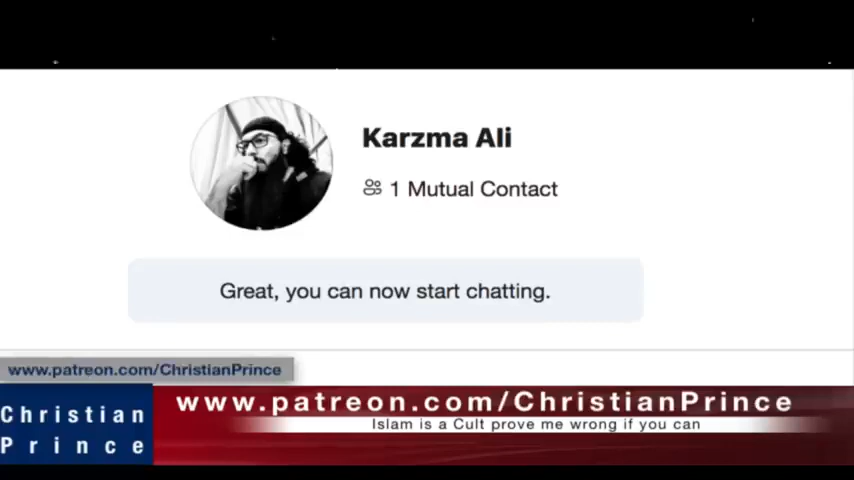 Karzma Ali
1 Mutual Contact
Great, you can now start chatting.
www.patreon.com/ChristianPrince
www.patreon.com/ChristianPrince
Islam is a Cult prove me wrong if you can
Christian
Prince